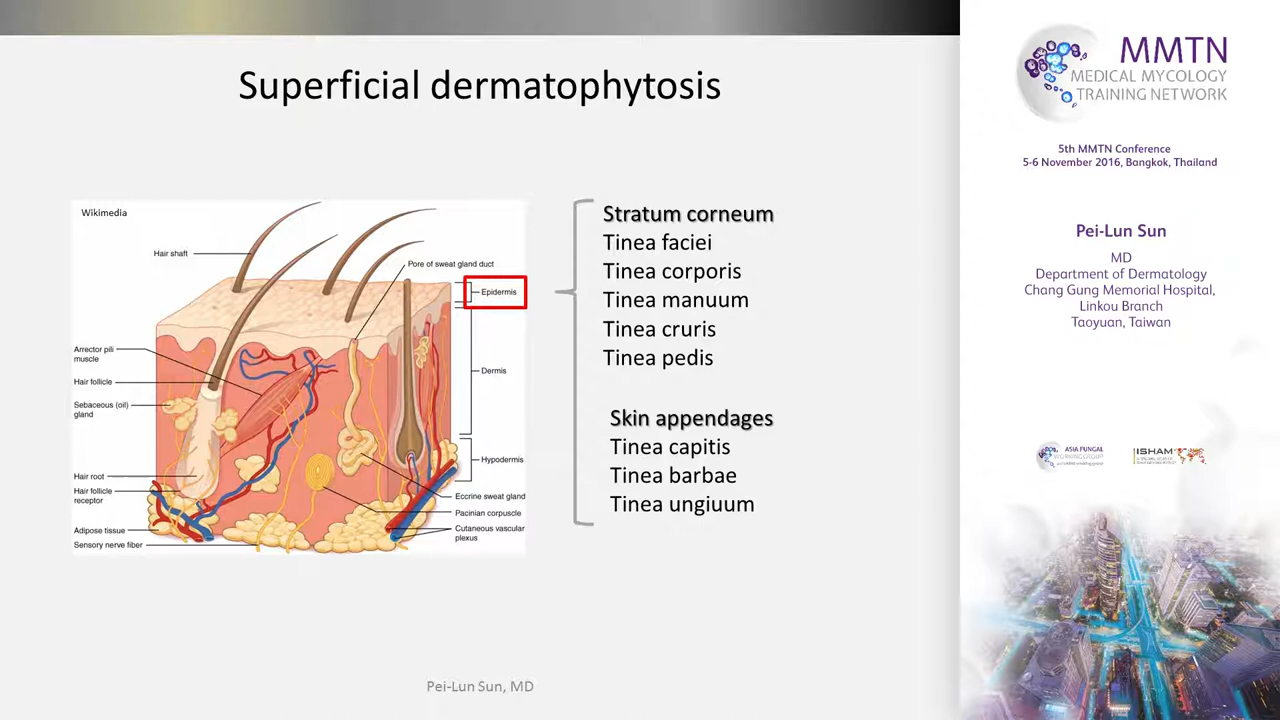 Superficial dermatophytosis
Wikimedia
Hair shaft
Pore of sweat gland duct
Epidermis
Arrector pili
muscle
Dermis
Hair follicle
Sebaceous (oil)
gland
Hypodermis
Hair root
Hair follicle
receptor
Eccrine sweat gland
Pacinian corpuscle
Adipose tissue
Cutaneous vascular
plexus
Sensory nerve fiber
Stratum corneum
Tinea faciei
Tinea corporis
Tinea manuum
Tinea cruris
Tinea pedis
Skin appendages
Tinea capitis
Tinea barbae
Tinea ungiuum
Pei-Lun Sun, MD
MMTN
MEDICAL MYCOLOGY
TRAINING NETWORK
5th MMTN Conference
5-6 November 2016, Bangkok, Thailand
Pei-Lun Sun
MD
Department of Dermatology
Chang Gung Memorial Hospital,
Linkou Branch
Taoyuan, Taiwan
ASIA FUNGAL
WORKING GROUP
ISHAM